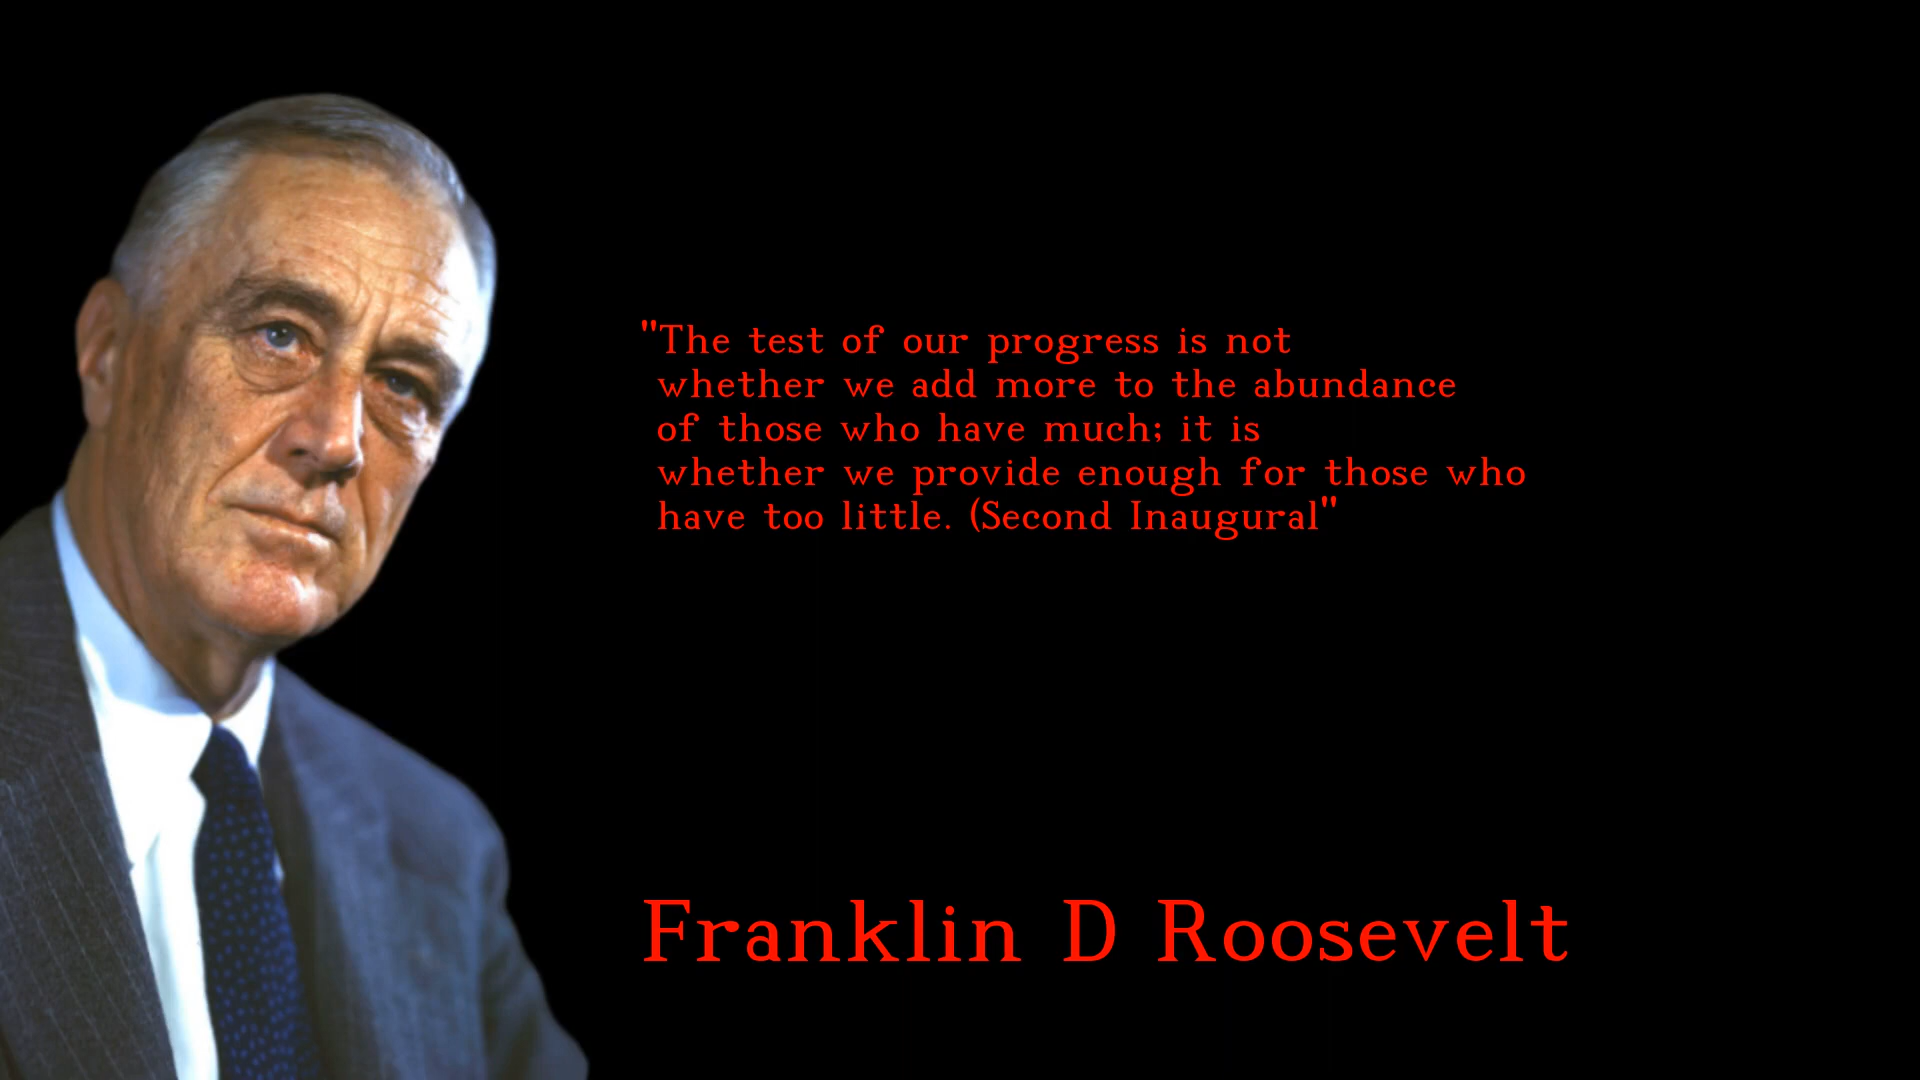 "The test of our progress is not
whether we add more to the abundance
of those who have much; it is
whether we provide enough for those who
have too little. (Second Inaugural"
Franklin D Roosevelt